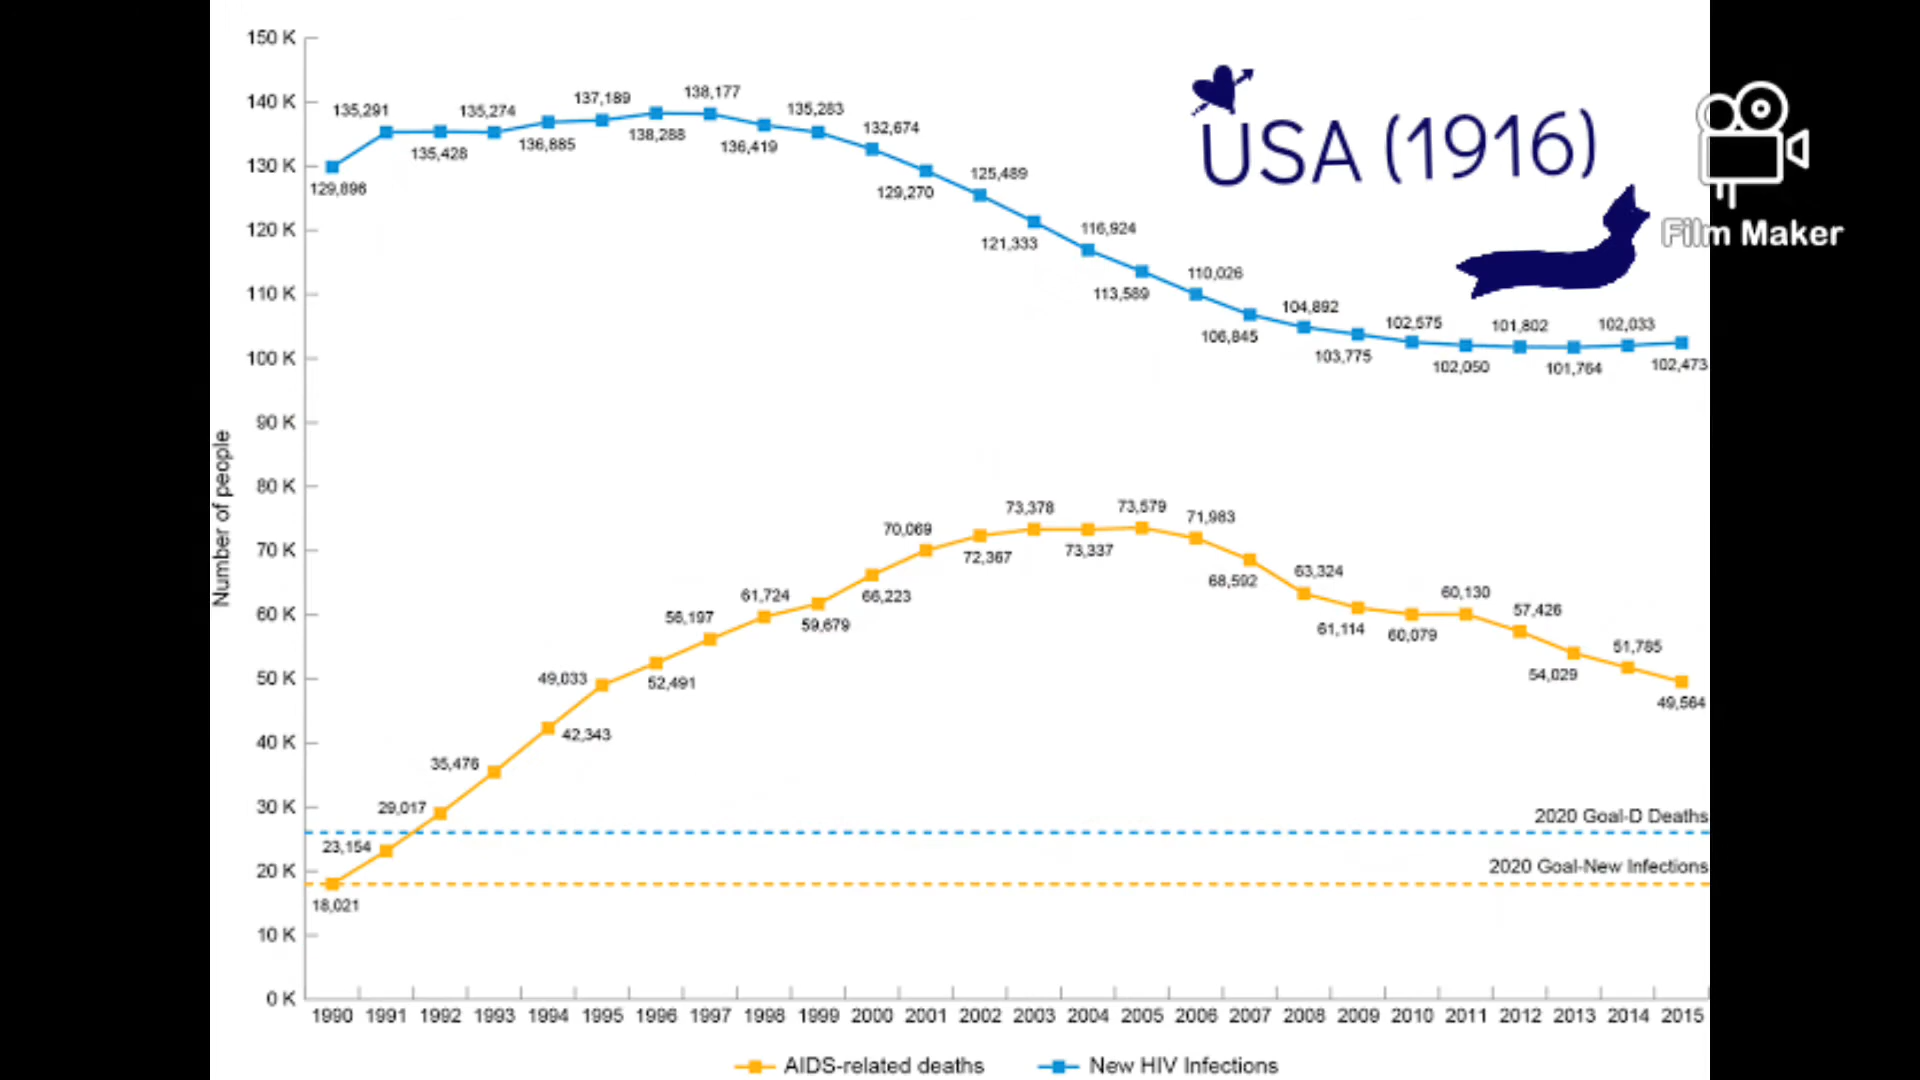 150 K
140 K
130 K
120 K
110 K
100 K
90 K
80 K
70 K
60 K
50 K
40 K
30 K
20 K
10 K
0 K
Number of people
USA (1916)
Film Maker
129,896
135,291
135,428
135,274
136,885
137,189
138,288
138,177
136,419
135,283
132,674
129,270
125,489
121,333
116,924
113,589
110,026
106,845
104,892
103,775
102,575
102,050
101,802
101,764
102,033
102,473
18,021
23,154
29,017
35,476
42,343
49,033
52,491
56,197
61,724
59,679
66,223
70,069
72,367
73,378
73,337
73,579
71,983
68,592
63,324
61,114
60,079
60,130
57,426
54,029
51,785
49,564
2020 Goal-D Deaths
2020 Goal-New Infections
1990 1991 1992 1993 1994 1995 1996 1997 1998 1999 2000 2001 2002 2003 2004 2005 2006 2007 2008 2009 2010 2011 2012 2013 2014 2015
AIDS-related deaths New HIV Infections